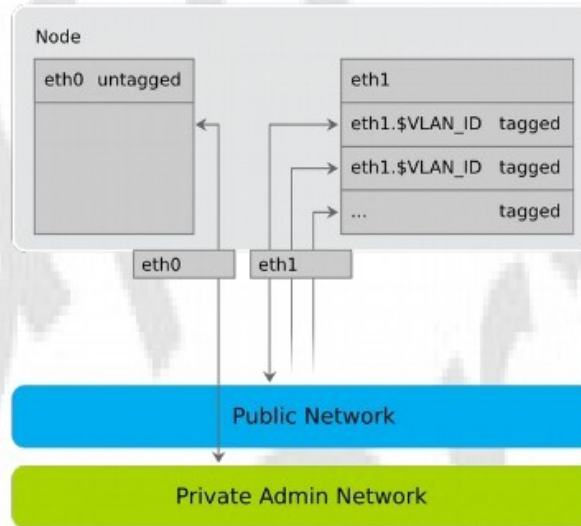 Node
eth0 untagged
eth1
eth1.$VLAN_ID tagged
eth1.$VLAN_ID tagged
... tagged
eth0
eth1
Public Network
Private Admin Network